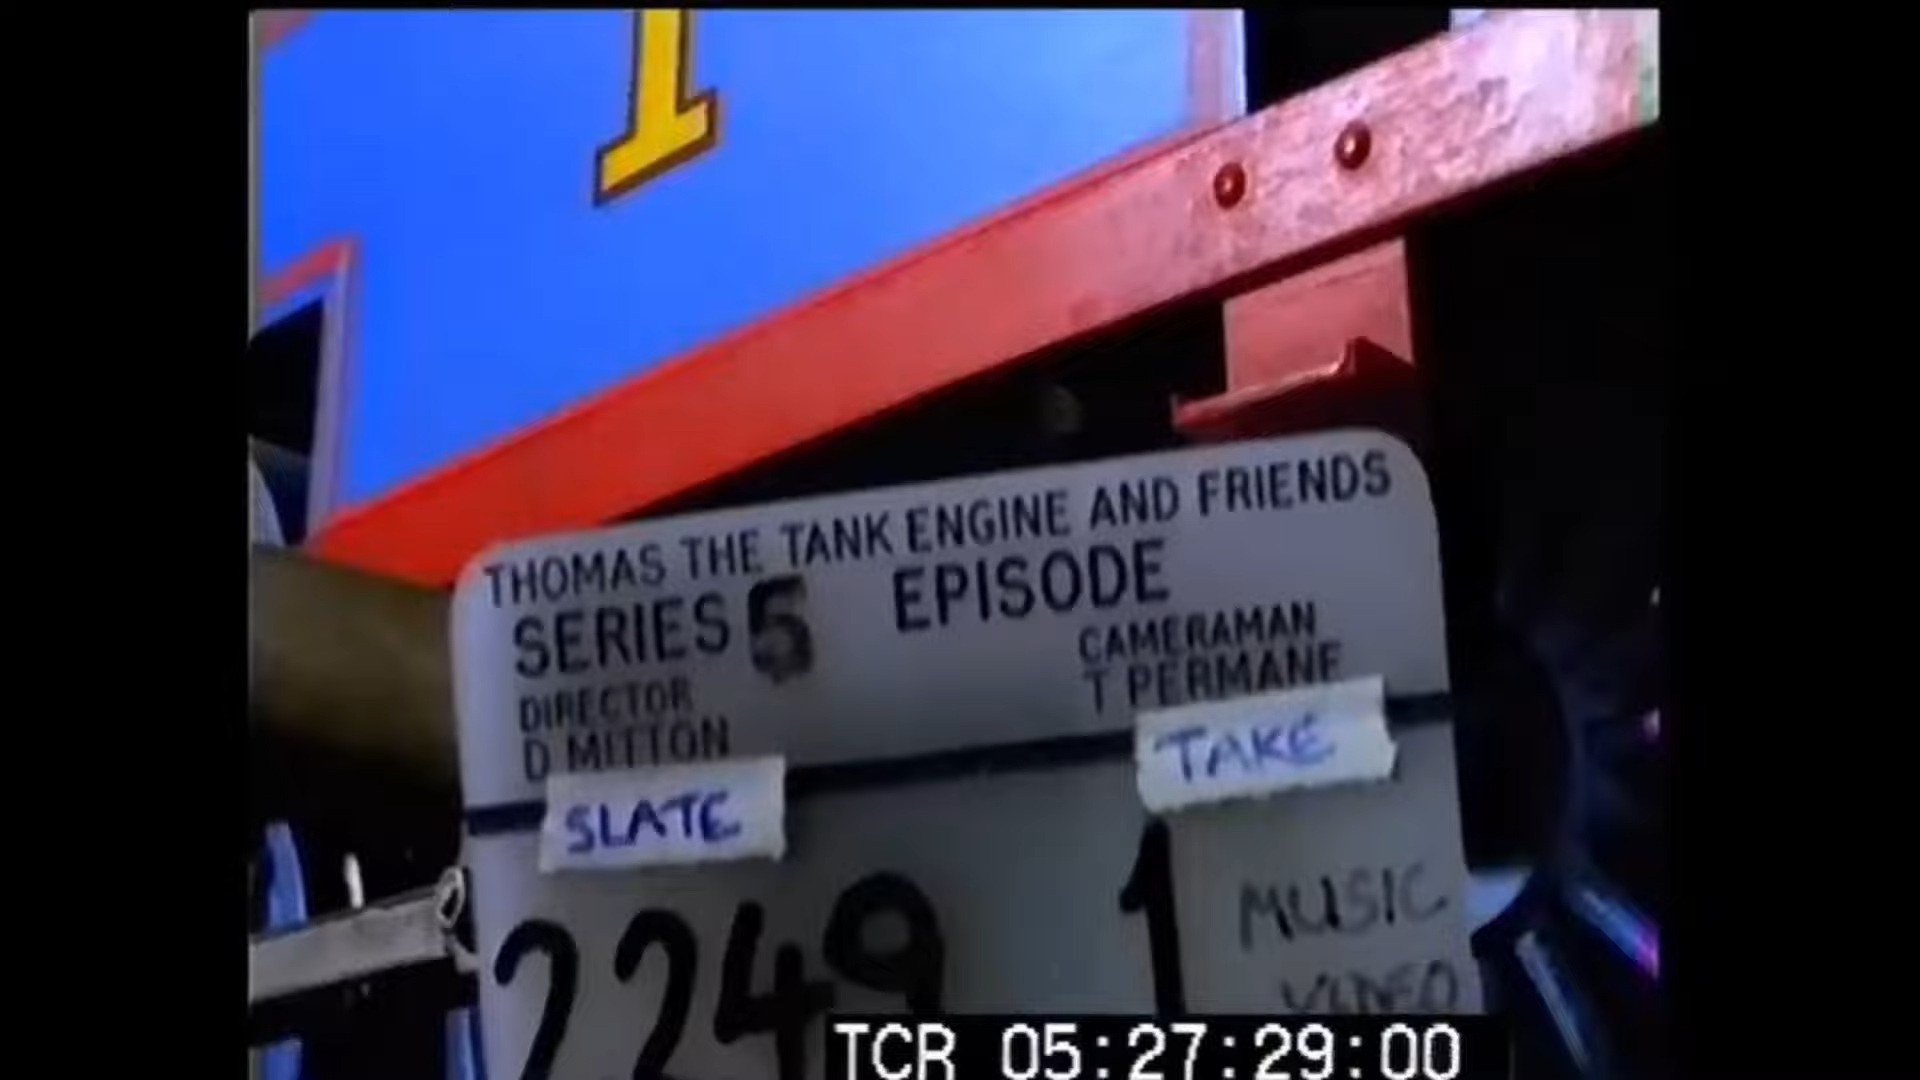 1
THOMAS THE TANK ENGINE AND FRIENDS
SERIES 5 EPISODE
DIRECTOR
D MITTON
CAMERAMAN
T PERMANE
SLATE
TAKE
2249
1
MUSIC
VIDEO
TCR 05:27:29:00